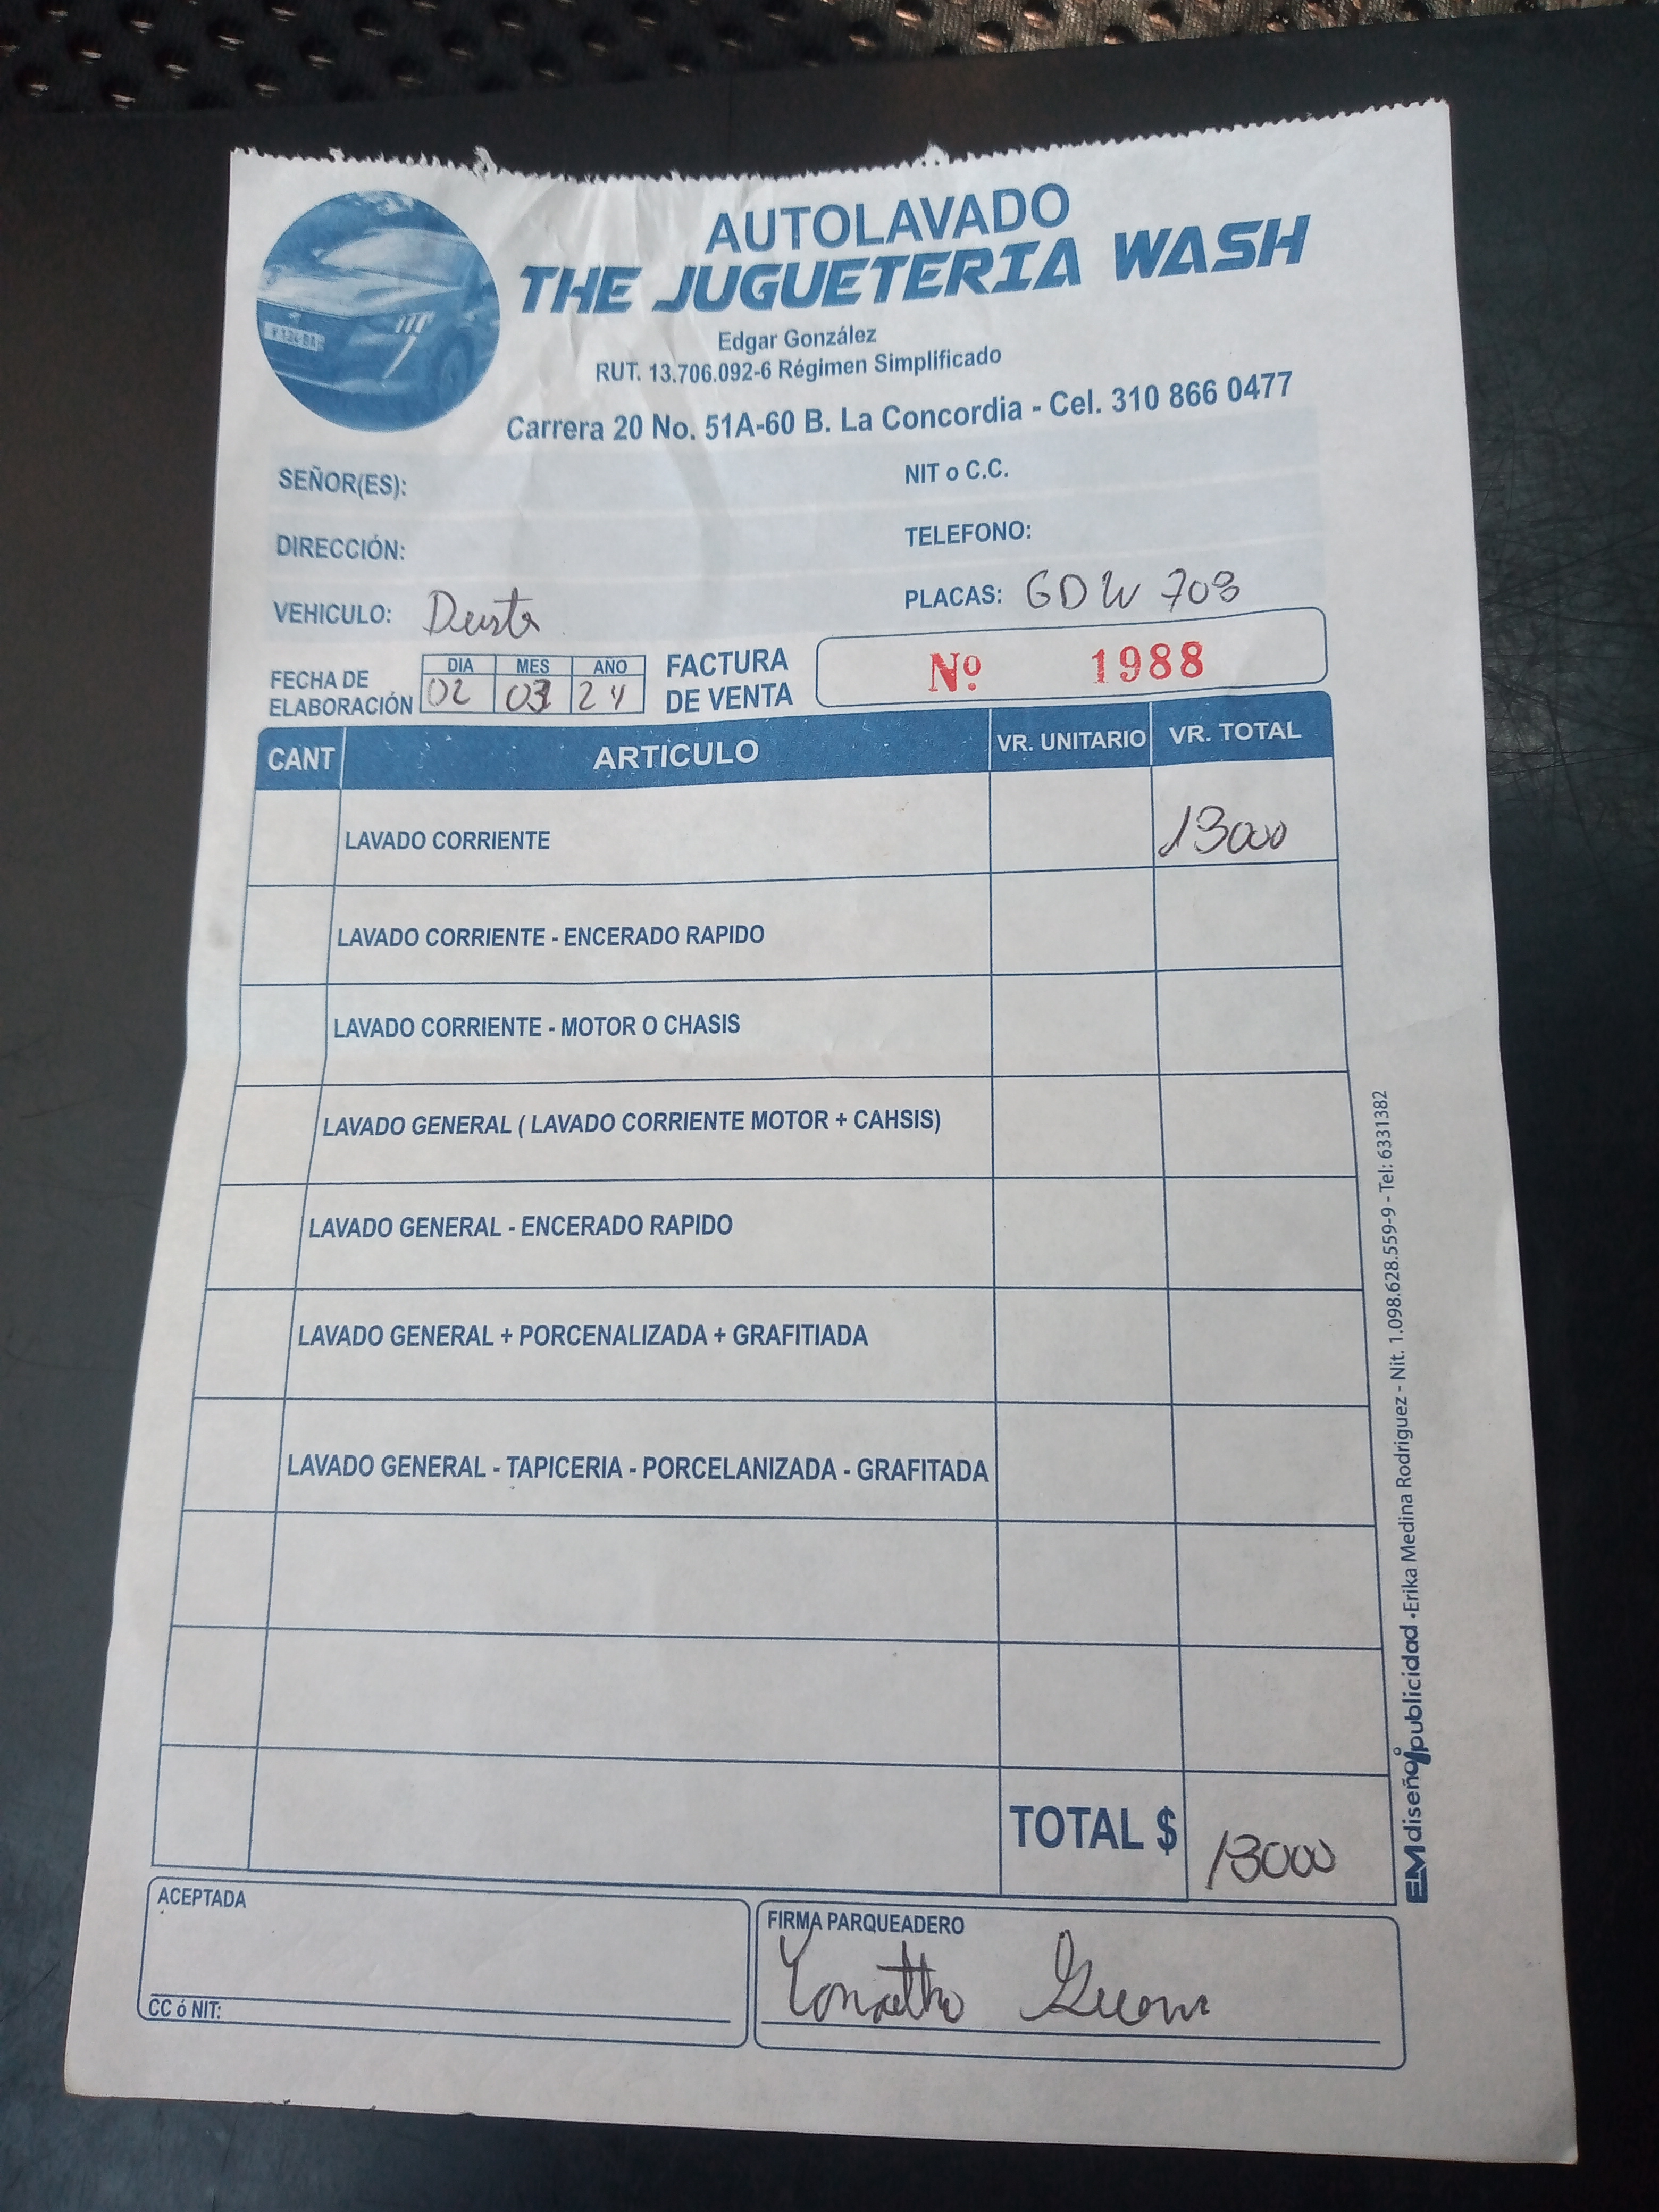 AUTOLAVADO
THE JUGUETERIA WASH
Edgar González
RUT. 13.706.092-6 Régimen Simplificado
Carrera 20 No. 51A-60 B. La Concordia - Cel. 310 866 0477
SEÑOR(ES):
NIT o C.C.
DIRECCIÓN:
TELEFONO:
VEHICULO:
PLACAS: GDW 703
FECHA DE ELABORACIÓN
DIA MES AÑO
02 03 24
FACTURA DE VENTA
Nº 1988
CANT ARTICULO VR. UNITARIO VR. TOTAL
LAVADO CORRIENTE 13000
LAVADO CORRIENTE - ENCERADO RAPIDO
LAVADO CORRIENTE - MOTOR O CHASIS
LAVADO GENERAL ( LAVADO CORRIENTE MOTOR + CAHSIS)
LAVADO GENERAL - ENCERADO RAPIDO
LAVADO GENERAL + PORCENALIZADA + GRAFITIADA
LAVADO GENERAL - TAPICERIA - PORCELANIZADA - GRAFITADA
TOTAL $ 13000
ACEPTADA
CC ó NIT:
FIRMA PARQUEADERO
EM diseño y publicidad • Erika Medina Rodriguez - Nit. 1.098.628.559-9 - Tel: 6331382